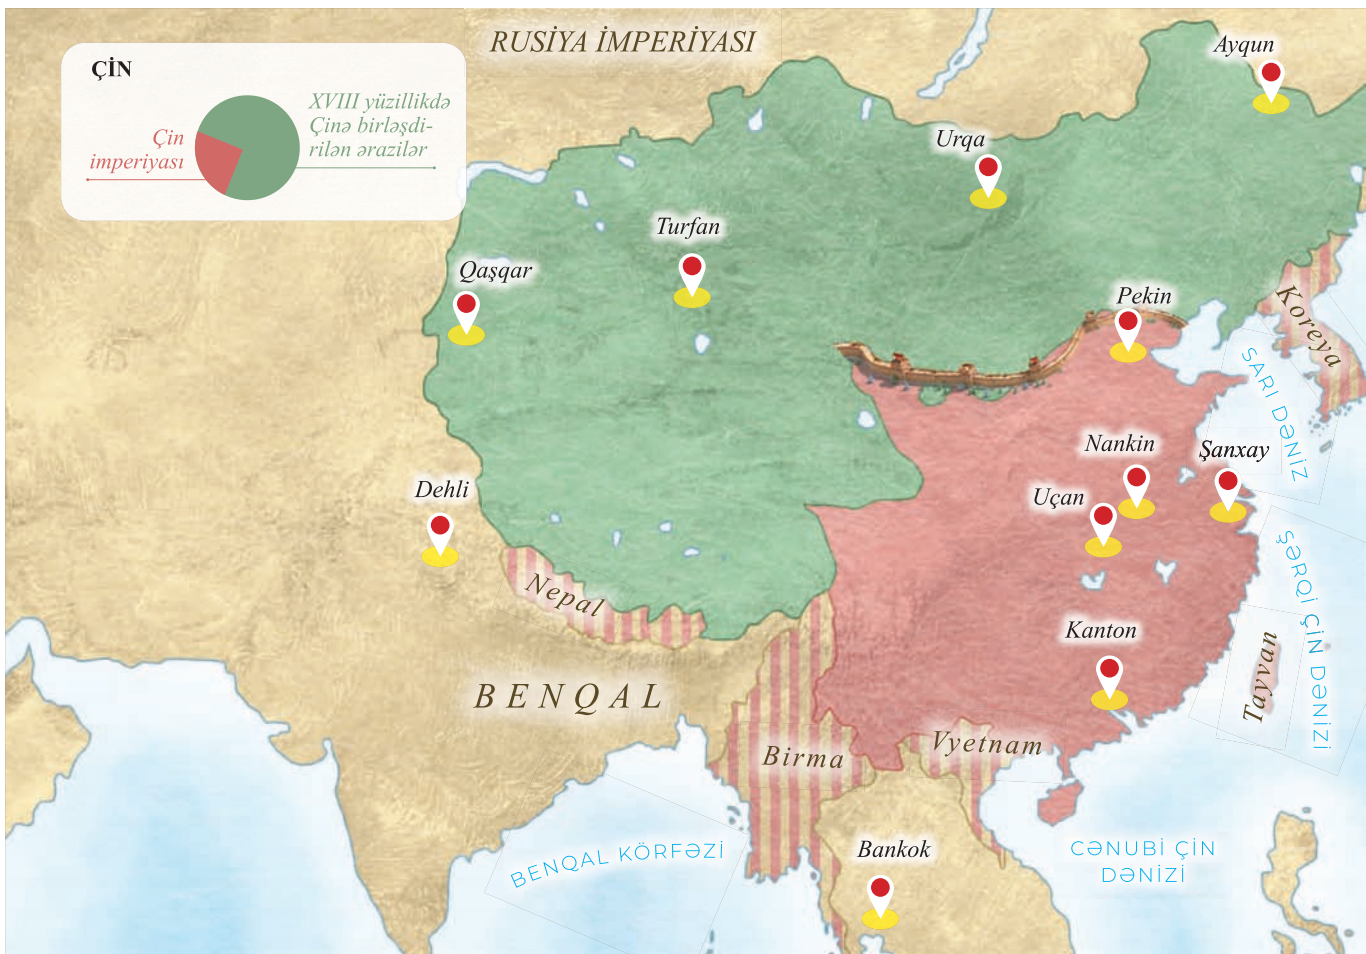 RUSİYA İMPERİYASI
ÇİN
Çin
imperiyası
XVIII yüzillikdə
Çinə birləşdi-
rilən ərazilər
Ayqun
Urqa
Turfan
Qaşqar
Pekin
Koreya
SARI DƏNİZ
Nankin
Şanxay
Uçan
Dehli
ŞƏRQİ ÇİN DƏNİZİ
Nepal
Kanton
Tayvan
BENQAL
Birma
Vyetnam
BENQAL KÖRFƏZİ
Bankok
CƏNUBİ ÇİN
DƏNİZİ